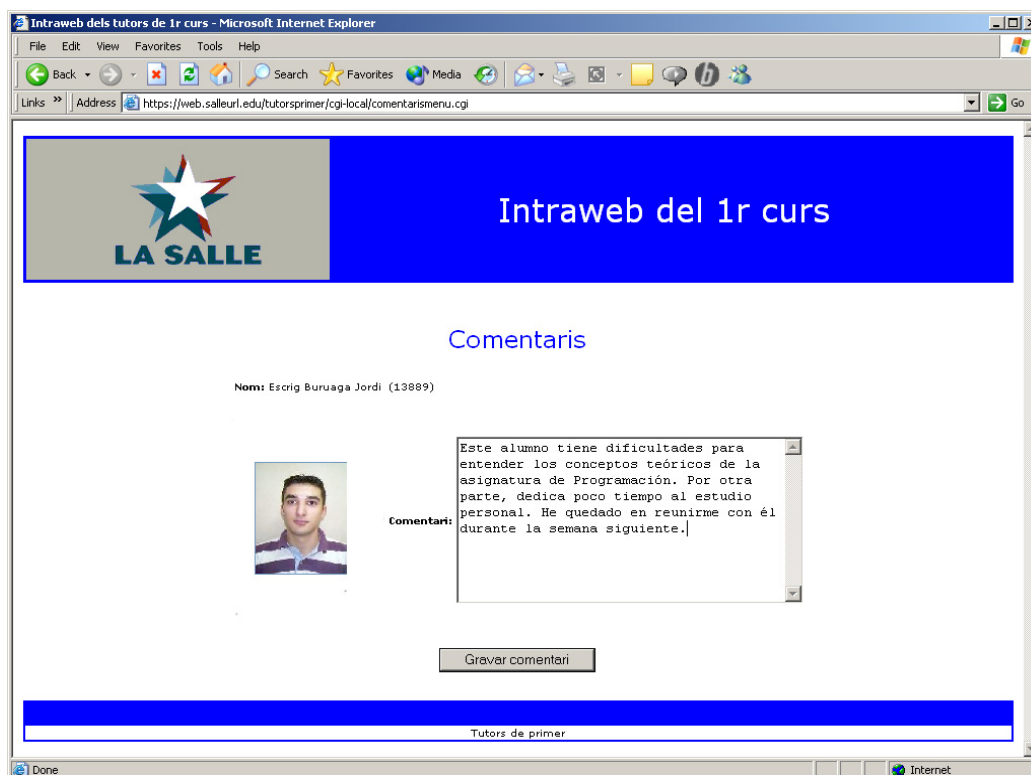 Intraweb dels tutors de 1r curs - Microsoft Internet Explorer
File Edit View Favorites Tools Help
Back Search Favorites Media
Links » Address https://web.salleurl.edu/tutorsprimer/cgi-local/comentarismenu.cgi Go
LA SALLE
Intraweb del 1r curs
Comentaris
Nom: Escrig Buruaga Jordi (13889)
Comentari:
Este alumno tiene dificultades para
entender los conceptos teóricos de la
asignatura de Programación. Por otra
parte, dedica poco tiempo al estudio
personal. He quedado en reunirme con él
durante la semana siguiente.
Gravar comentari
Tutors de primer
Done Internet